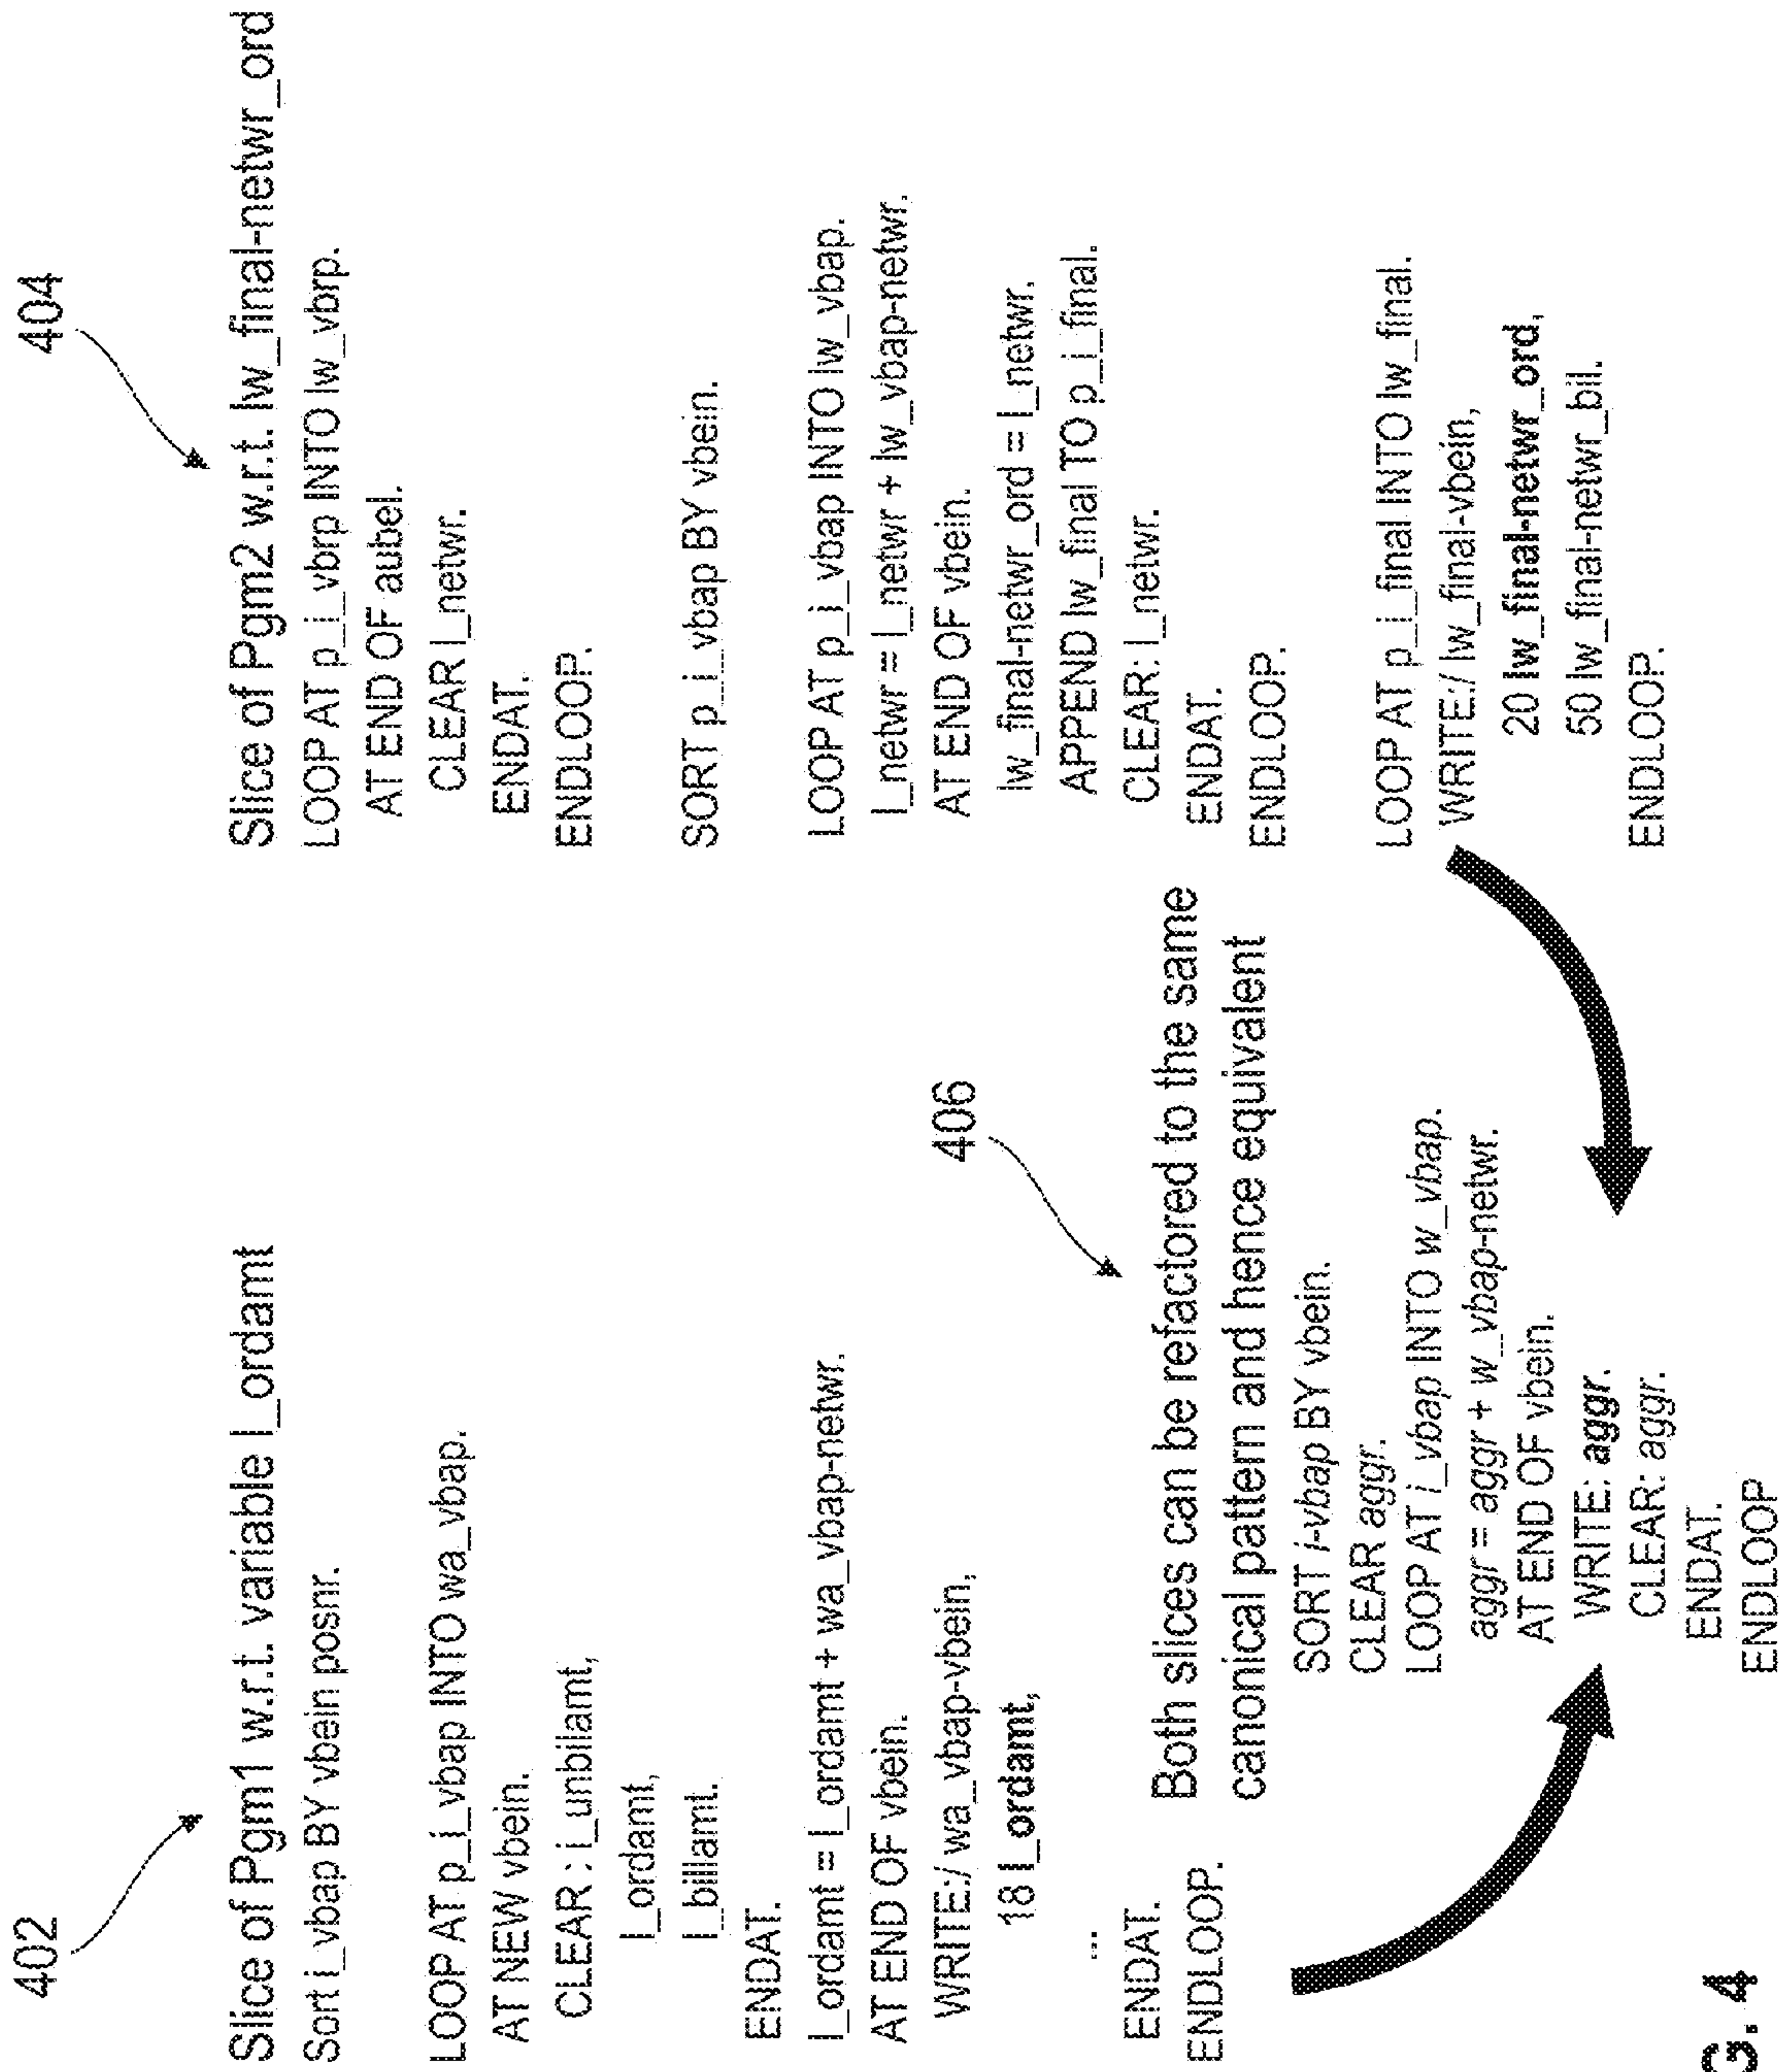 402
Slice of Pgm1 w.r.t. variable l_ordamt
Sort i_vbap BY vbein posnr.
LOOP AT p_i_vbap INTO wa_vbap.
AT NEW vbein.
CLEAR : i_unbilamt,
l_ordamt,
l_billamt.
ENDAT.
l_ordamt = l_ordamt + wa_vbap-netwr.
AT END OF vbein.
WRITE:/ wa_vbap-vbein,
18 l_ordamt,
...
ENDAT.
ENDLOOP.
404
Slice of Pgm2 w.r.t. lw_final-netwr_ord
LOOP AT p_i_vbrp INTO lw_vbrp.
AT END OF aubel.
CLEAR l_netwr.
ENDAT.
ENDLOOP.
SORT p_i_vbap BY vbein.
LOOP AT p_i_vbap INTO lw_vbap.
l_netwr = l_netwr + lw_vbap-netwr.
AT END OF vbein.
lw_final-netwr_ord = l_netwr.
APPEND lw_final TO p_i_final.
CLEAR: l_netwr.
ENDAT.
ENDLOOP.
LOOP AT p_i_final INTO lw_final.
WRITE:/ lw_final-vbein,
20 lw_final-netwr_ord,
50 lw_final-netwr_bil.
ENDLOOP.
406
Both slices can be refactored to the same
canonical pattern and hence equivalent
SORT i-vbap BY vbein.
CLEAR aggr.
LOOP AT i_vbap INTO w_vbap.
aggr = aggr + w_vbap-netwr.
AT END OF vbein.
WRITE: aggr.
CLEAR: aggr.
ENDAT.
ENDLOOP
G. 4